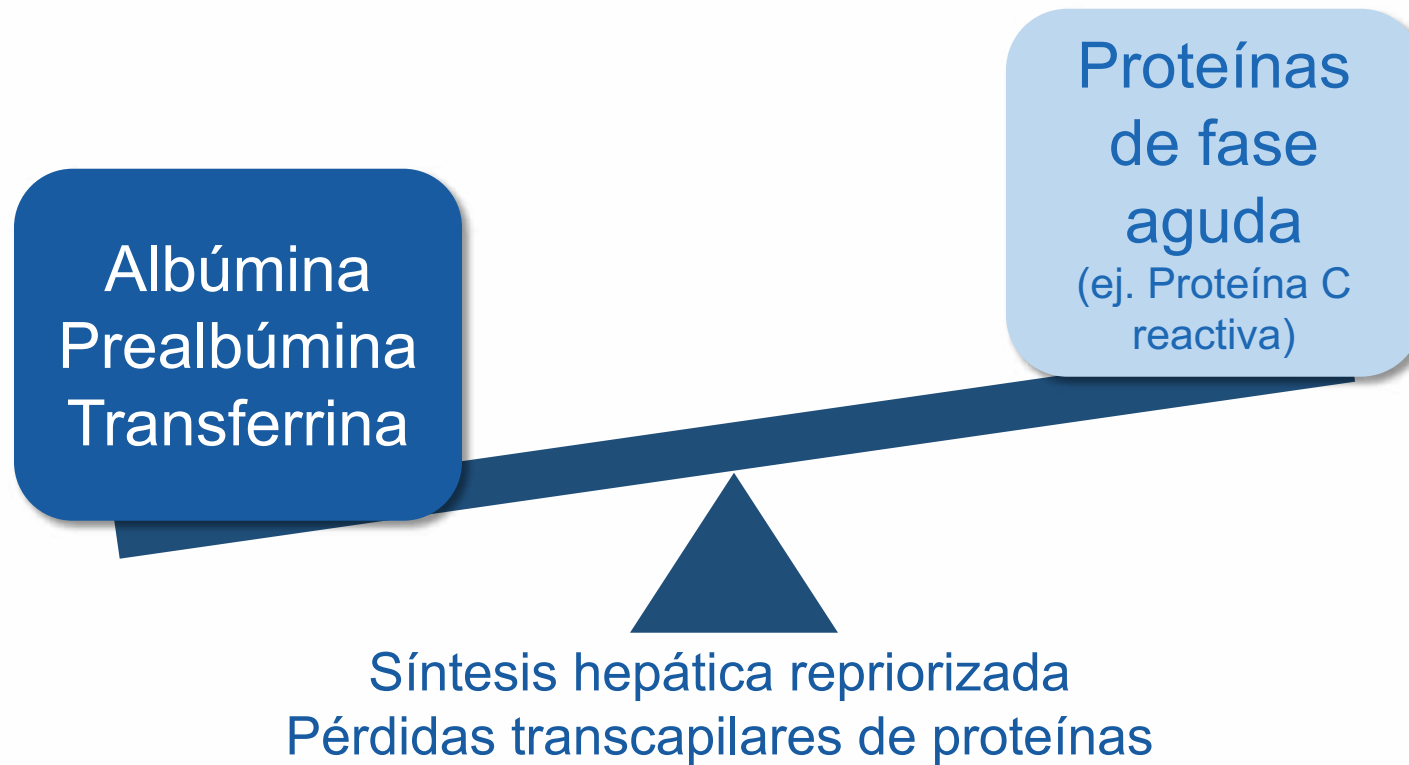 Albúmina
Prealbúmina
Transferrina
Proteínas
de fase
aguda
(ej. Proteína C
reactiva)
Síntesis hepática repriorizada
Pérdidas transcapilares de proteínas